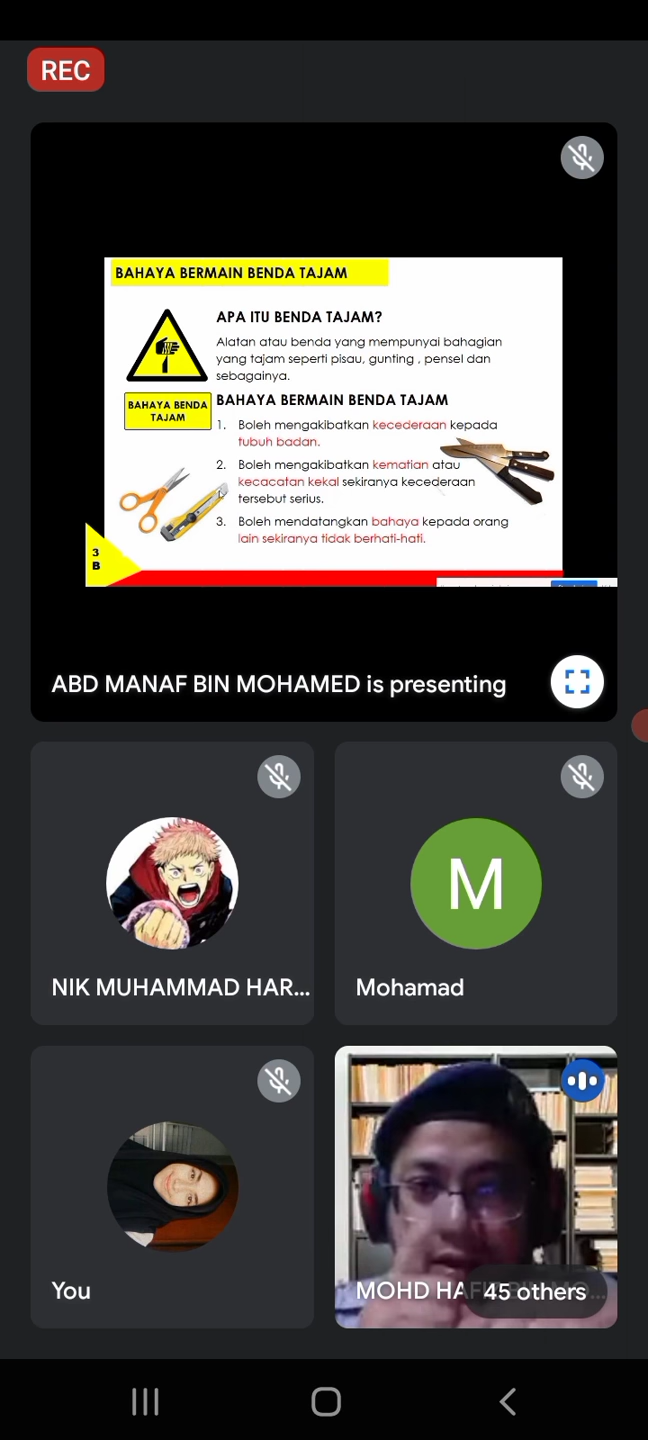 REC
BAHAYA BERMAIN BENDA TAJAM
APA ITU BENDA TAJAM?
Alatan atau benda yang mempunyai bahagian
yang tajam seperti pisau, gunting , pensel dan
sebagainya.
BAHAYA BENDA
TAJAM
BAHAYA BERMAIN BENDA TAJAM
1. Boleh mengakibatkan kecederaan kepada
tubuh badan.
2. Boleh mengakibatkan kematian atau
kecacatan kekal sekiranya kecederaan
tersebut serius.
3. Boleh mendatangkan bahaya kepada orang
lain sekiranya tidak berhati-hati.
3
B
ABD MANAF BIN MOHAMED is presenting
NIK MUHAMMAD HAR...
M
Mohamad
You
MOHD
45 others